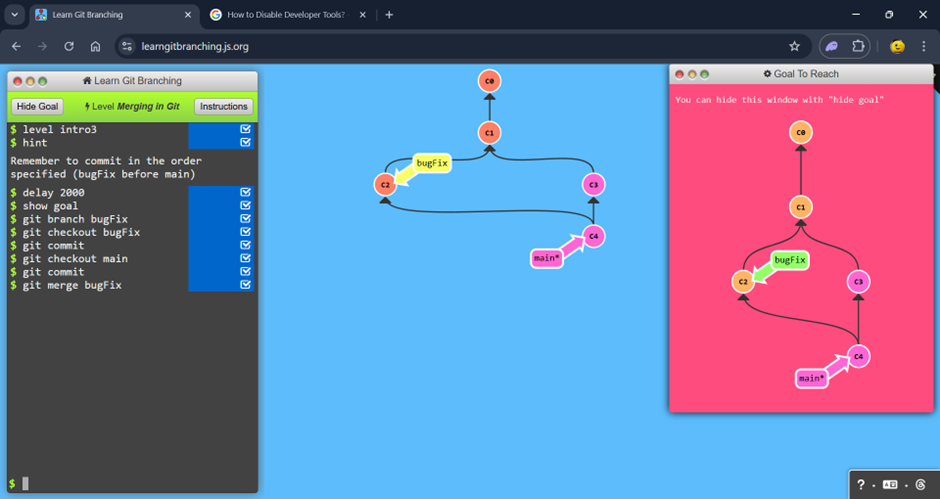 Learn Git Branching
How to Disable Developer Tools?
learngitbranching.js.org
Learn Git Branching
Hide Goal
Level Merging in Git
Instructions
$ level intro3
$ hint
Remember to commit in the order
specified (bugFix before main)
$ delay 2000
$ show goal
$ git branch bugFix
$ git checkout bugFix
$ git commit
$ git checkout main
$ git commit
$ git merge bugFix
$
C0
C1
bugFix
C2
C3
C4
main*
Goal To Reach
You can hide this window with "hide goal"
C0
C1
bugFix
C2
C3
C4
main*
?